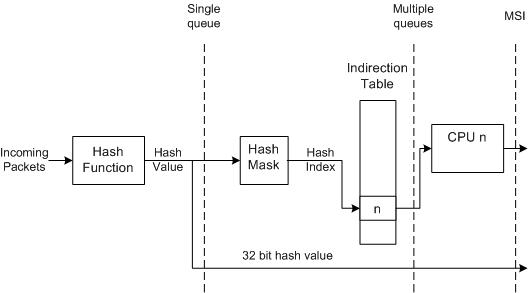 Single
queue
Multiple
queues
MSI
Indirection
Table
Incoming
Packets
Hash
Function
Hash
Value
Hash
Mask
Hash
Index
n
CPU n
32 bit hash value